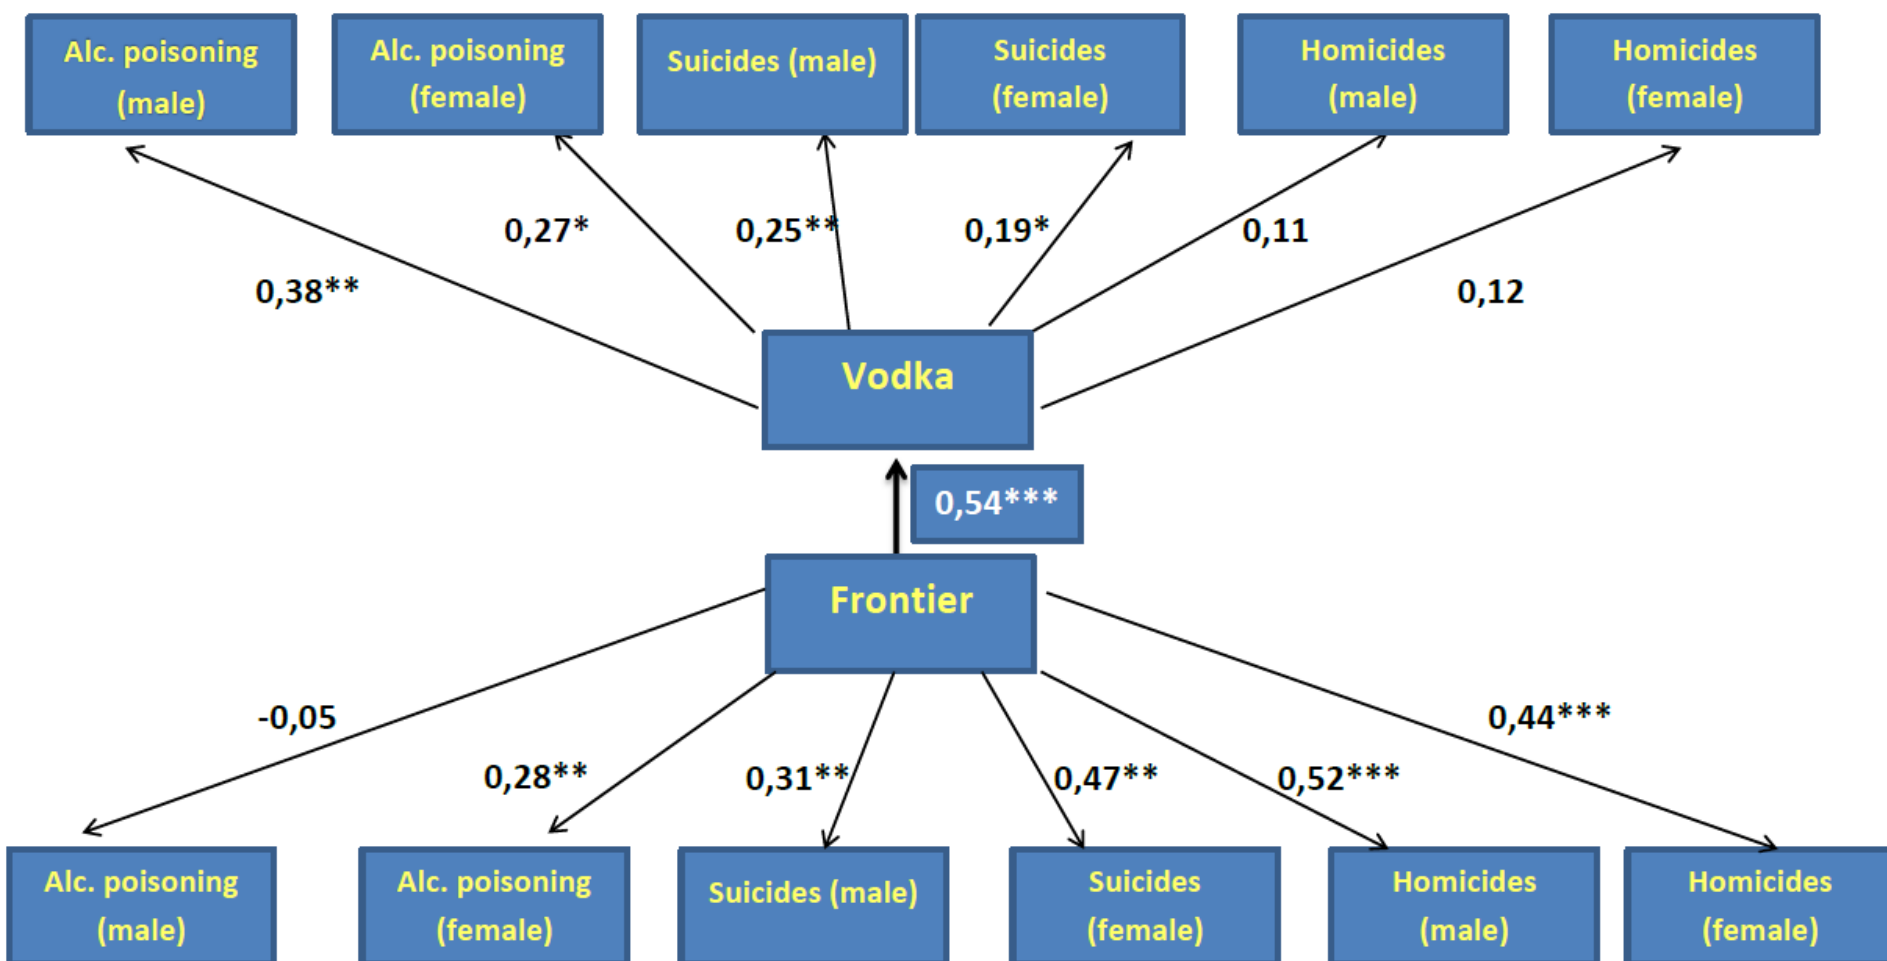 Alc. poisoning
(male)
Alc. poisoning
(female)
Suicides (male)
Suicides
(female)
Homicides
(male)
Homicides
(female)
0,38**
0,27*
0,25**
0,19*
0,11
0,12
Vodka
0,54***
Frontier
-0,05
0,28**
0,31**
0,47**
0,52***
0,44***
Alc. poisoning
(male)
Alc. poisoning
(female)
Suicides (male)
Suicides
(female)
Homicides
(male)
Homicides
(female)